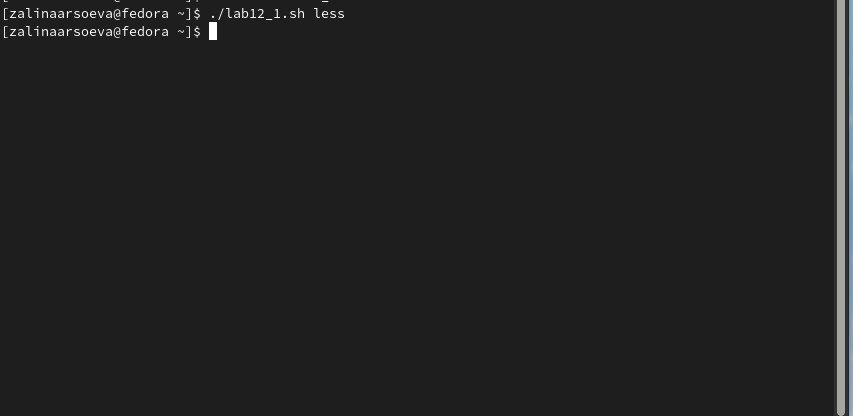 [zalinaarsoeva@fedora ~]$ ./lab12_1.sh less
[zalinaarsoeva@fedora ~]$